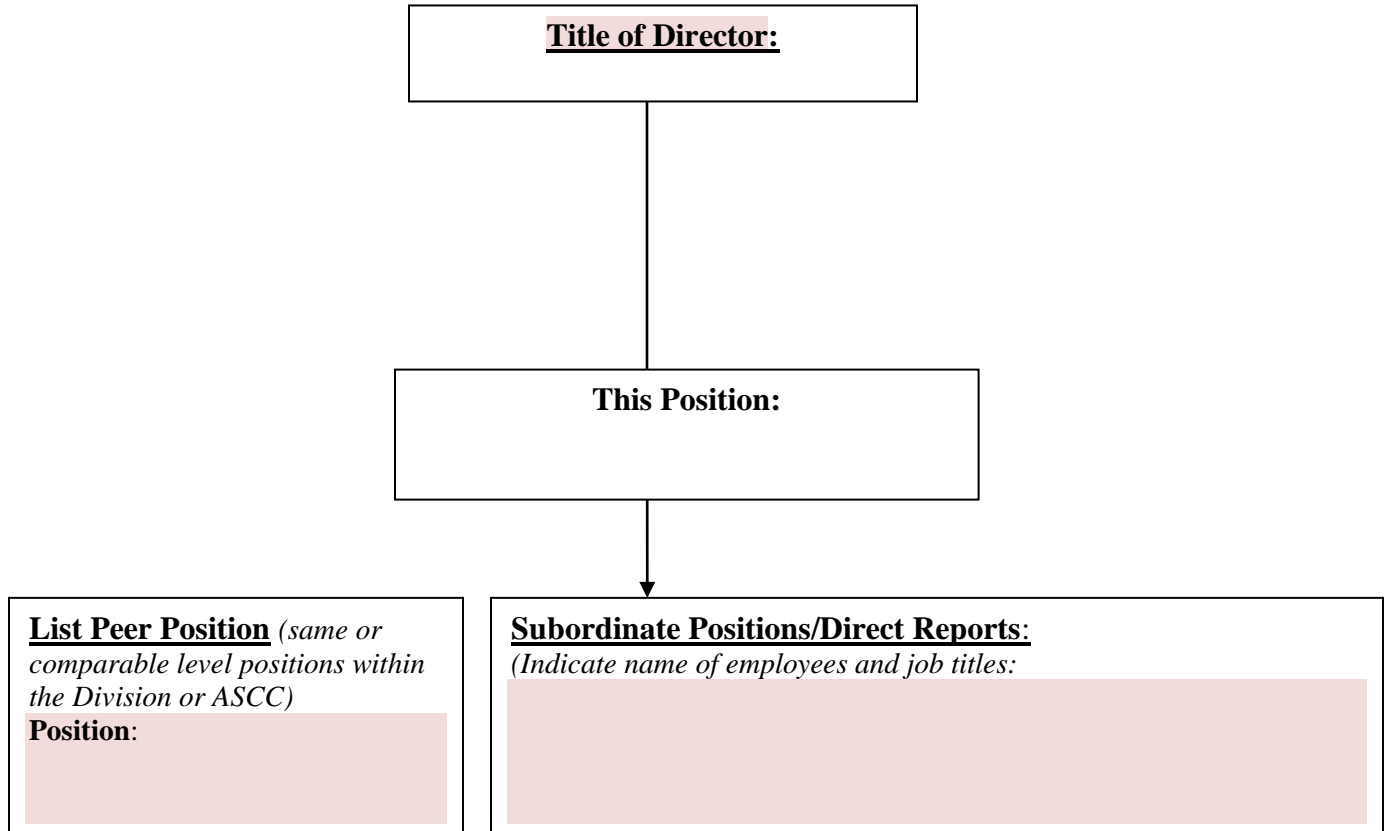 Title of Director:
This Position:
List Peer Position (same or
comparable level positions within
the Division or ASCC)
Position:
Subordinate Positions/Direct Reports:
(Indicate name of employees and job titles: